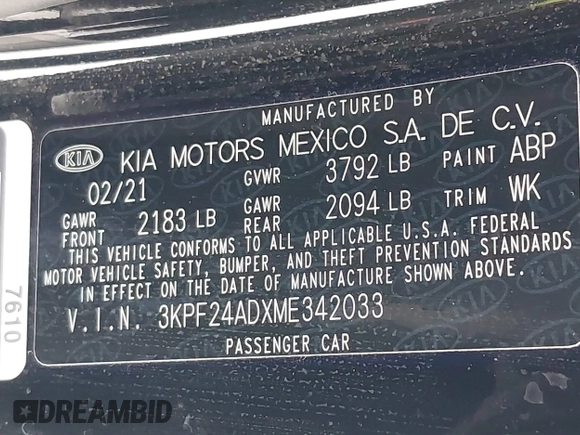 MANUFACTURED BY
KIA KIA MOTORS MEXICO S.A. DE C.V.
02/21 GVWR 3792 LB PAINT ABP
GAWR FRONT 2183 LB GAWR REAR 2094 LB TRIM WK
THIS VEHICLE CONFORMS TO ALL APPLICABLE U.S.A. FEDERAL
MOTOR VEHICLE SAFETY, BUMPER, AND THEFT PREVENTION STANDARDS
IN EFFECT ON THE DATE OF MANUFACTURE SHOWN ABOVE.
V.I.N. 3KPF24ADXME342033
PASSENGER CAR
7610
DREAMBID